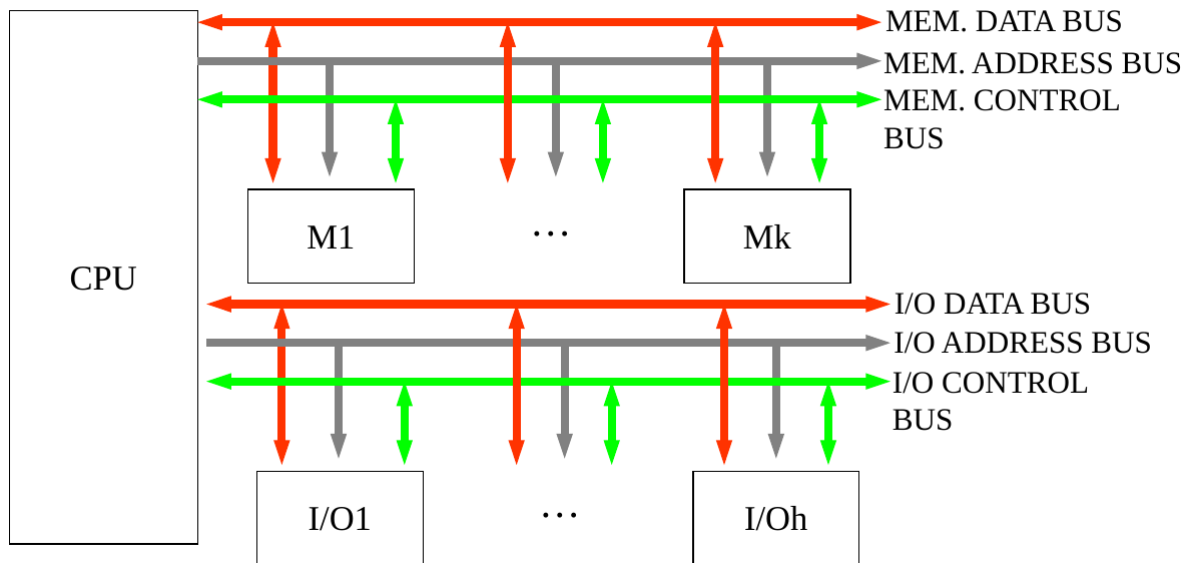 MEM. DATA BUS
MEM. ADDRESS BUS
MEM. CONTROL
BUS
M1
...
Mk
CPU
I/O DATA BUS
I/O ADDRESS BUS
I/O CONTROL
BUS
I/O1
...
I/Oh